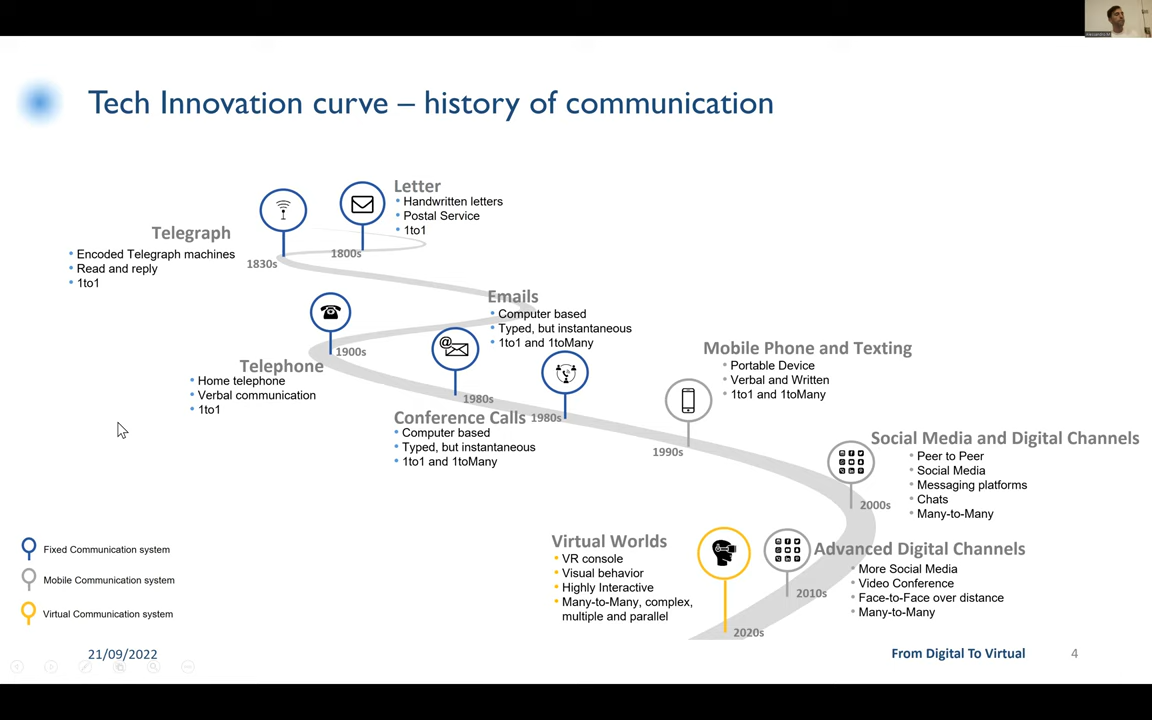 Tech Innovation curve – history of communication
Letter
• Handwritten letters
• Postal Service
• 1to1
1800s
Telegraph
• Encoded Telegraph machines
• Read and reply
• 1to1
1830s
Emails
• Computer based
• Typed, but instantaneous
• 1to1 and 1toMany
1980s
Telephone
• Home telephone
• Verbal communication
• 1to1
1900s
Conference Calls
• Computer based
• Typed, but instantaneous
• 1to1 and 1toMany
1980s
Mobile Phone and Texting
• Portable Device
• Verbal and Written
• 1to1 and 1toMany
1990s
Social Media and Digital Channels
• Peer to Peer
• Social Media
• Messaging platforms
• Chats
• Many-to-Many
2000s
Advanced Digital Channels
• More Social Media
• Video Conference
• Face-to-Face over distance
• Many-to-Many
2010s
Virtual Worlds
• VR console
• Visual behavior
• Highly Interactive
• Many-to-Many, complex,
multiple and parallel
2020s
Fixed Communication system
Mobile Communication system
Virtual Communication system
21/09/2022
From Digital To Virtual
4